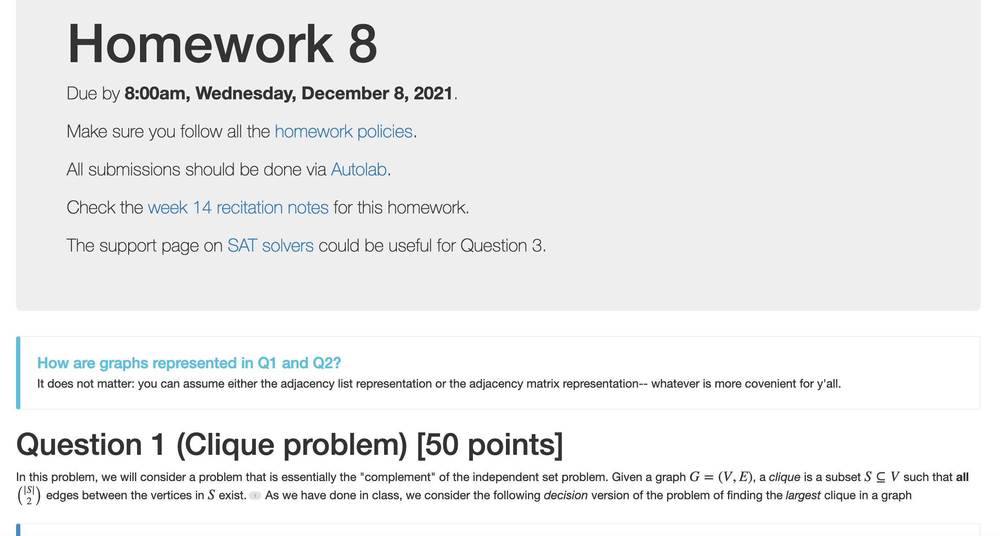 Homework 8
Due by 8:00am, Wednesday, December 8, 2021.
Make sure you follow all the homework policies.
All submissions should be done via Autolab.
Check the week 14 recitation notes for this homework.
The support page on SAT solvers could be useful for Question 3.
How are graphs represented in Q1 and Q2?
It does not matter: you can assume either the adjacency list representation or the adjacency matrix representation-- whatever is more covenient for y'all.
Question 1 (Clique problem) [50 points]
In this problem, we will consider a problem that is essentially the "complement" of the independent set problem. Given a graph G = (V, E), a clique is a subset S ⊆ V such that all
(|S| 2) edges between the vertices in S exist. 1 As we have done in class, we consider the following decision version of the problem of finding the largest clique in a graph